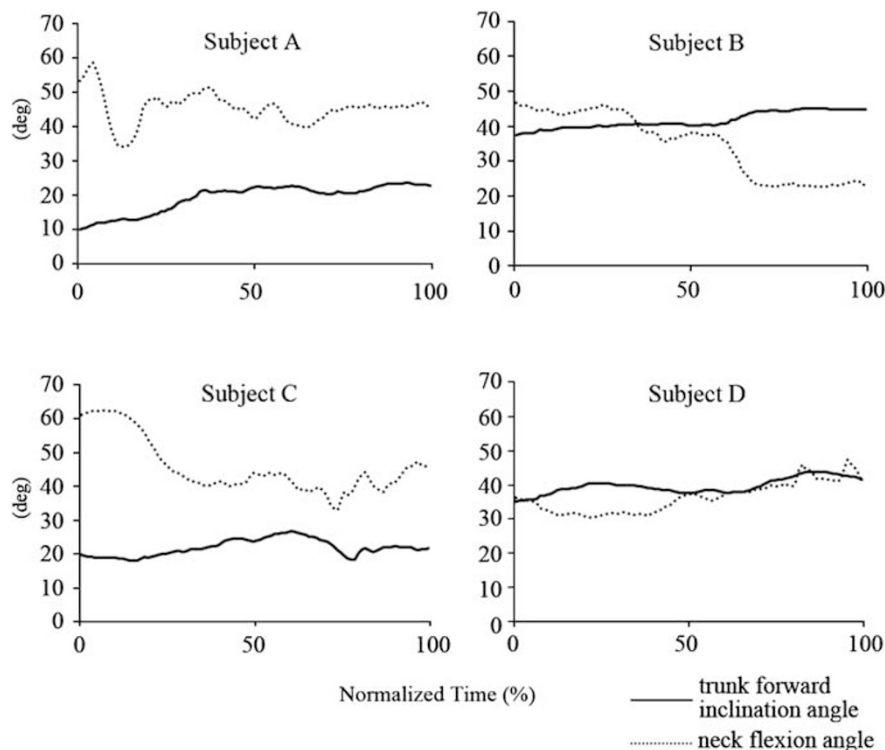 Subject A
70
60
50
40
30
20
10
0
(deg)
0 50 100
Subject B
70
60
50
40
30
20
10
0
0 50 100
Subject C
70
60
50
40
30
20
10
0
(deg)
0 50 100
Subject D
70
60
50
40
30
20
10
0
0 50 100
Normalized Time (%)
trunk forward
inclination angle
neck flexion angle